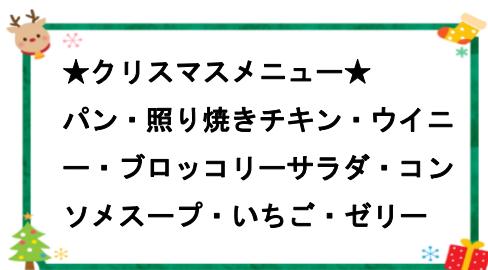 ★クリスマスメニュー★
パン・照り焼きチキン・ウイニ
ー・ブロッコリーサラダ・コン
ソメスープ・いちご・ゼリー